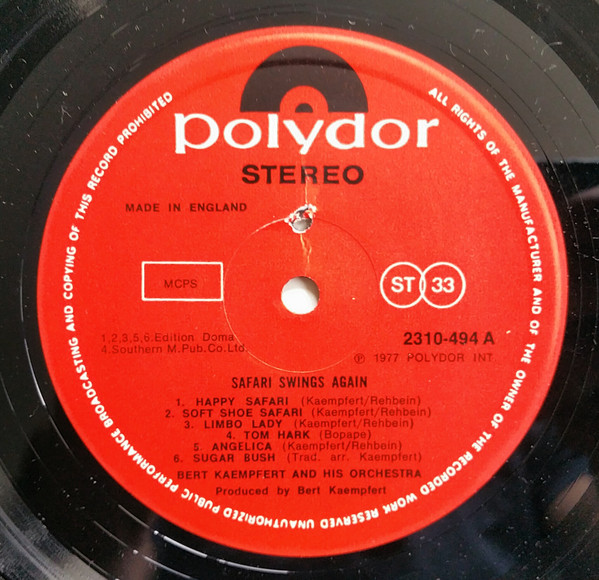 polydor
STEREO
MADE IN ENGLAND
MCPS
ST 33
1,2,3,5,6.Edition Doma
4.Southern M.Pub.Co.Ltd.
2310-494 A
℗ 1977 POLYDOR INT.
SAFARI SWINGS AGAIN
1. HAPPY SAFARI (Kaempfert/Rehbein)
2. SOFT SHOE SAFARI (Kaempfert/Rehbein)
3. LIMBO LADY (Kaempfert/Rehbein)
4. TOM HARK (Bopape)
5. ANGELICA (Kaempfert/Rehbein)
6. SUGAR BUSH (Trad. arr. Kaempfert)
BERT KAEMPFERT AND HIS ORCHESTRA
Produced by Bert Kaempfert
ALL RIGHTS OF THE MANUFACTURER AND OF THE OWNER OF THE RECORDED WORK RESERVED UNAUTHORIZED PUBLIC PERFORMANCE BROADCASTING AND COPYING OF THIS RECORD PROHIBITED